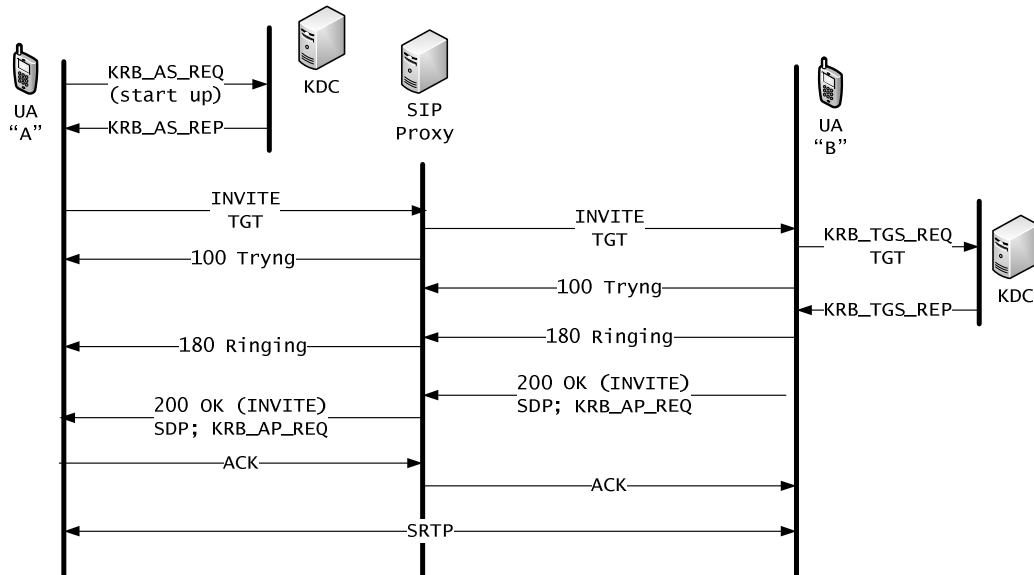 KDC
SIP
Proxy
UA
“A”
UA
“B”
KRB_AS_REQ
(start up)
KRB_AS_REP
INVITE
TGT
INVITE
TGT
KRB_TGS_REQ
TGT
KDC
100 Tryng
100 Tryng
KRB_TGS_REP
180 Ringing
180 Ringing
200 OK (INVITE)
SDP; KRB_AP_REQ
200 OK (INVITE)
SDP; KRB_AP_REQ
ACK
ACK
SRTP